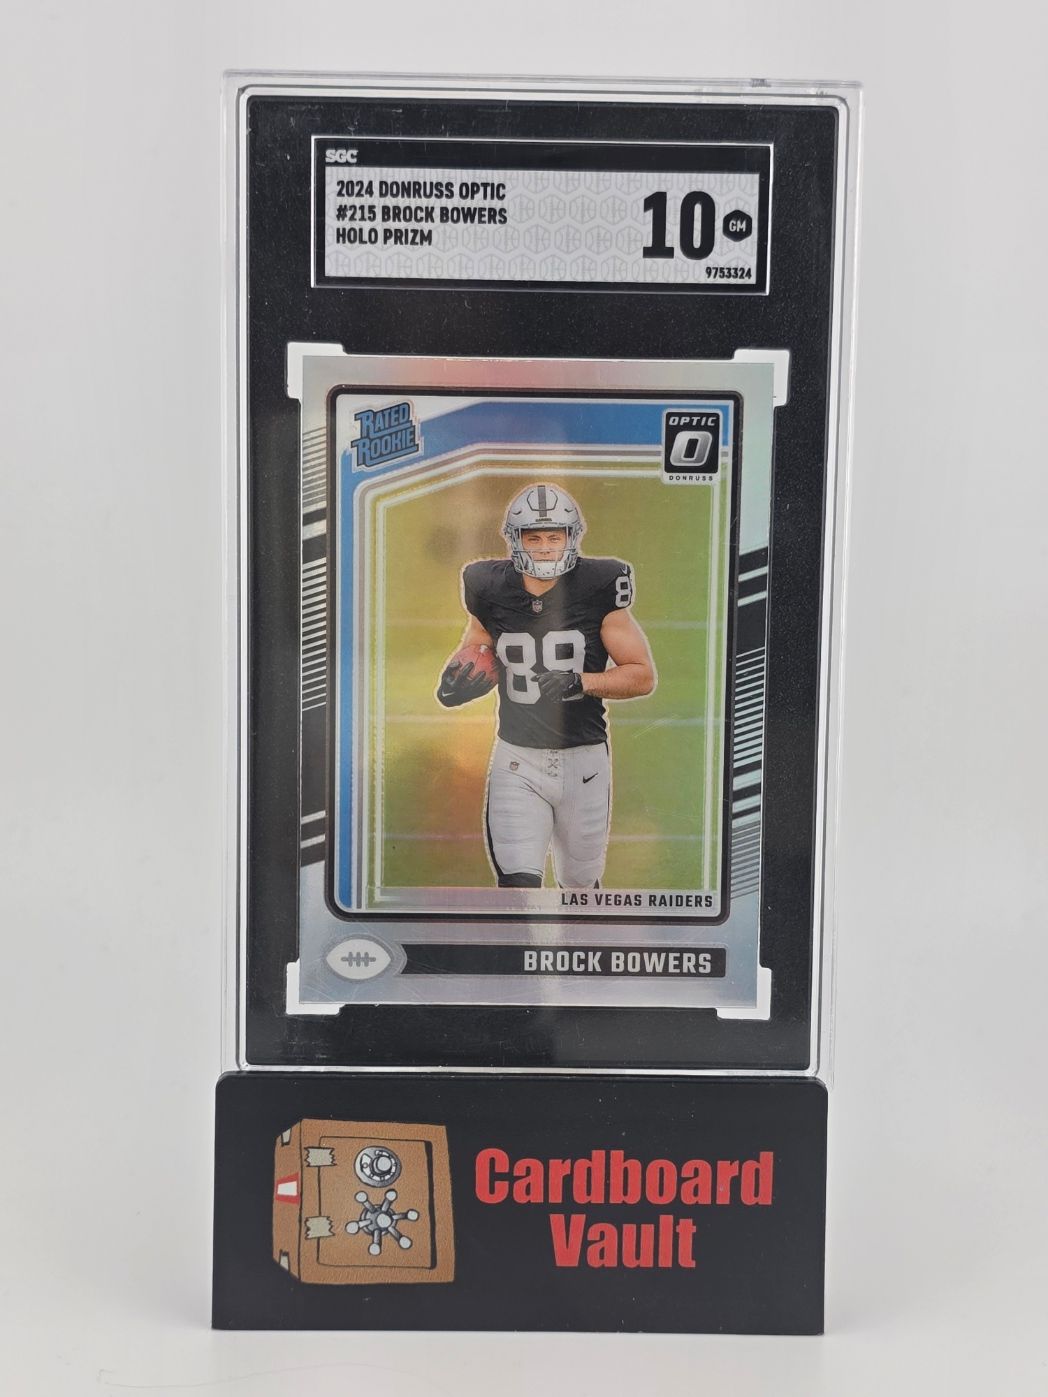 SGC
2024 DONRUSS OPTIC
#215 BROCK BOWERS
HOLO PRIZM
10 GM
9753324
RATED
ROOKIE
OPTIC
O
DONRUSS
8
89
LAS VEGAS RAIDERS
BROCK BOWERS
Cardboard
Vault